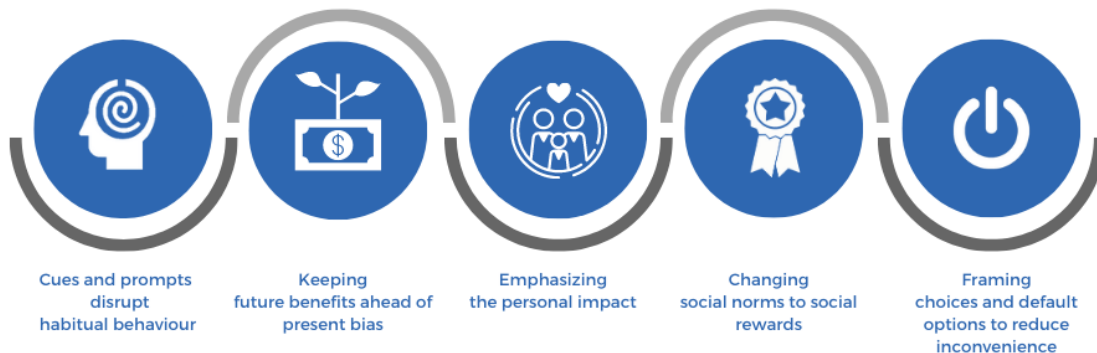 $
Cues and prompts
disrupt
habitual behaviour
Keeping
future benefits ahead of
present bias
Emphasizing
the personal impact
Changing
social norms to social
rewards
Framing
choices and default
options to reduce
inconvenience